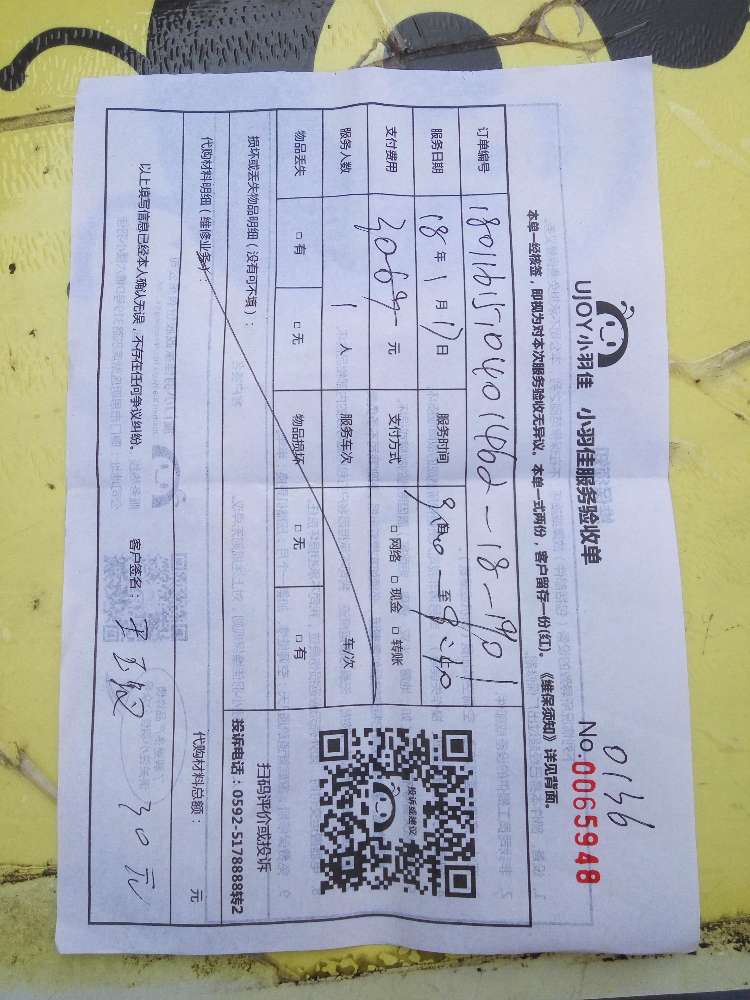 UJOY小羽佳 小羽佳服务验收单
0136
No.0065948
本单一经核签，即视为对本次服务验收无异议。本单一式两份，客户留存一份(红)。《维保须知》详见背面。
订单编号
服务日期 18 年 1 月 17 日 服务时间 至
支付费用 元 支付方式 □ 网络 □ 现金 □ 转账
服务人数 1 人 服务车次 车/次
物品丢失 □ 有 □ 无 物品损坏 □ 无 □ 有
投诉或建议
扫码评价或投诉
投诉电话：0592-5178888转2
损坏或丢失物品明细（没有可不填）：
代购材料明细（维修业务）： 代购材料总额： 元
以上填写信息已经本人确认无误，不存在任何争议纠纷。 客户签名： 30元